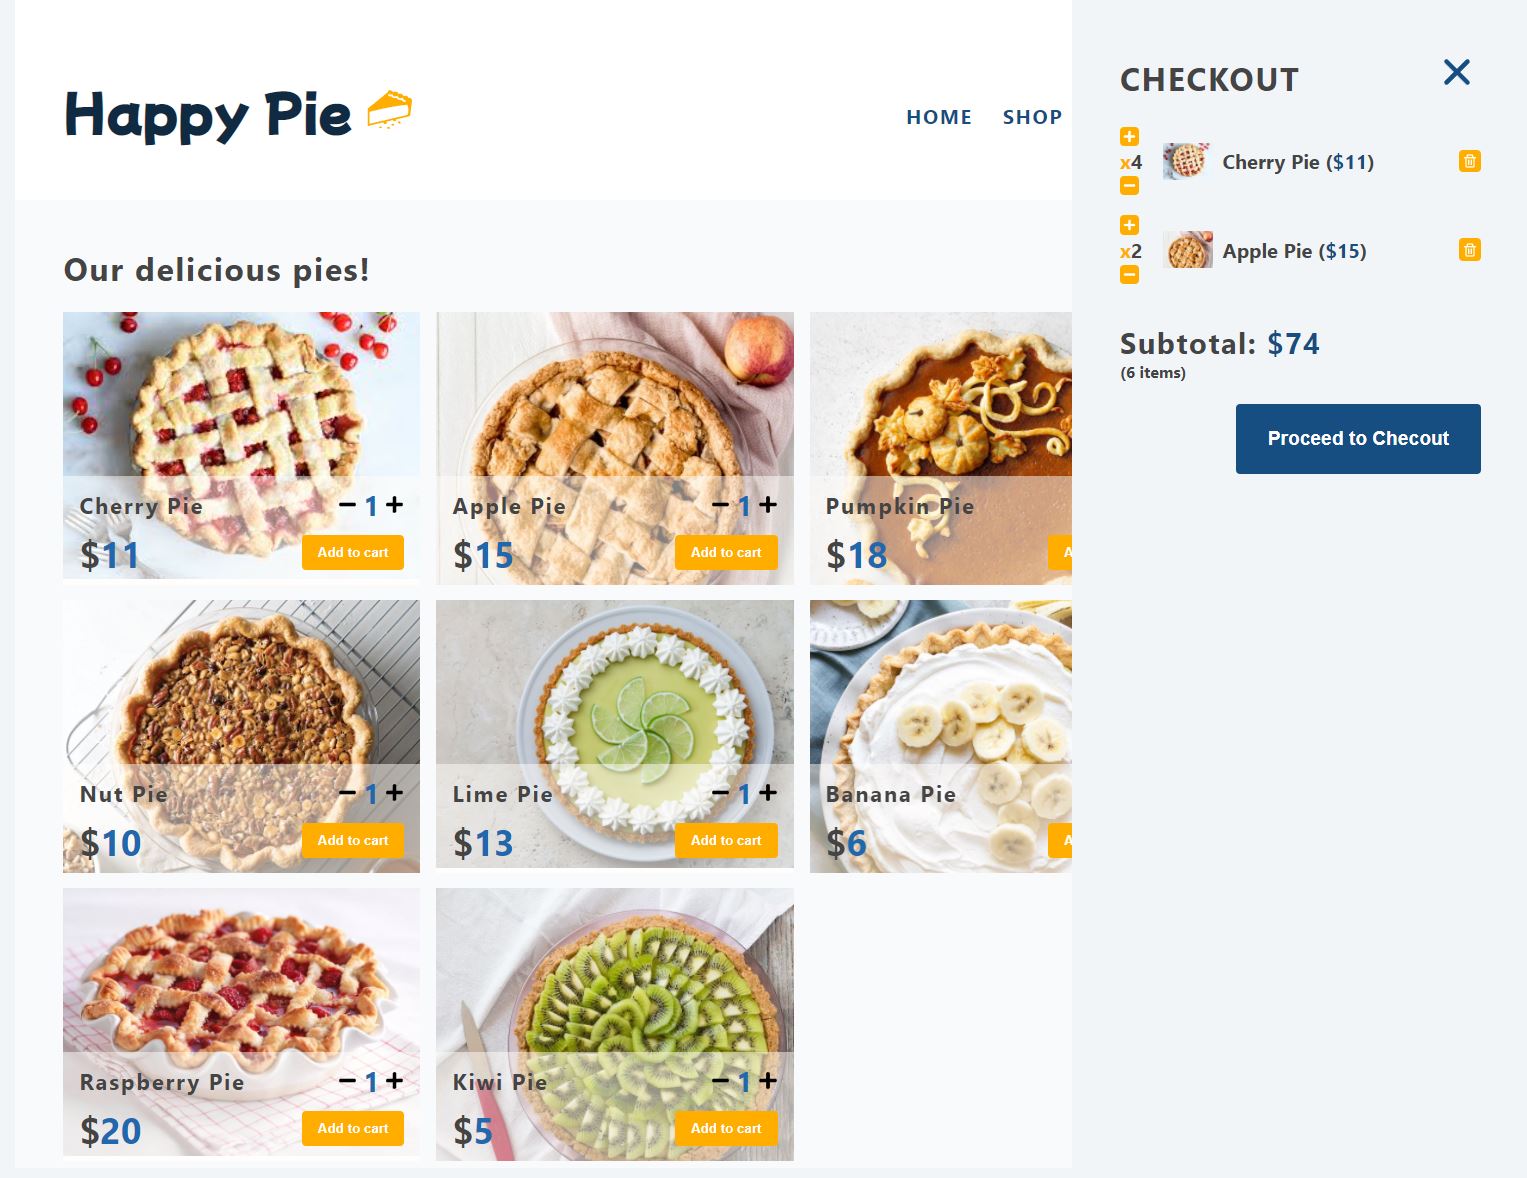 Happy Pie
HOME SHOP
Our delicious pies!
Cherry Pie
1
$11
Add to cart
Apple Pie
1
$15
Add to cart
Pumpkin Pie
$18
A
Nut Pie
1
$10
Add to cart
Lime Pie
1
$13
Add to cart
Banana Pie
$6
A
Raspberry Pie
1
$20
Add to cart
Kiwi Pie
1
$5
Add to cart
CHECKOUT
x4 Cherry Pie ($11)
x2 Apple Pie ($15)
Subtotal: $74
(6 items)
Proceed to Checout